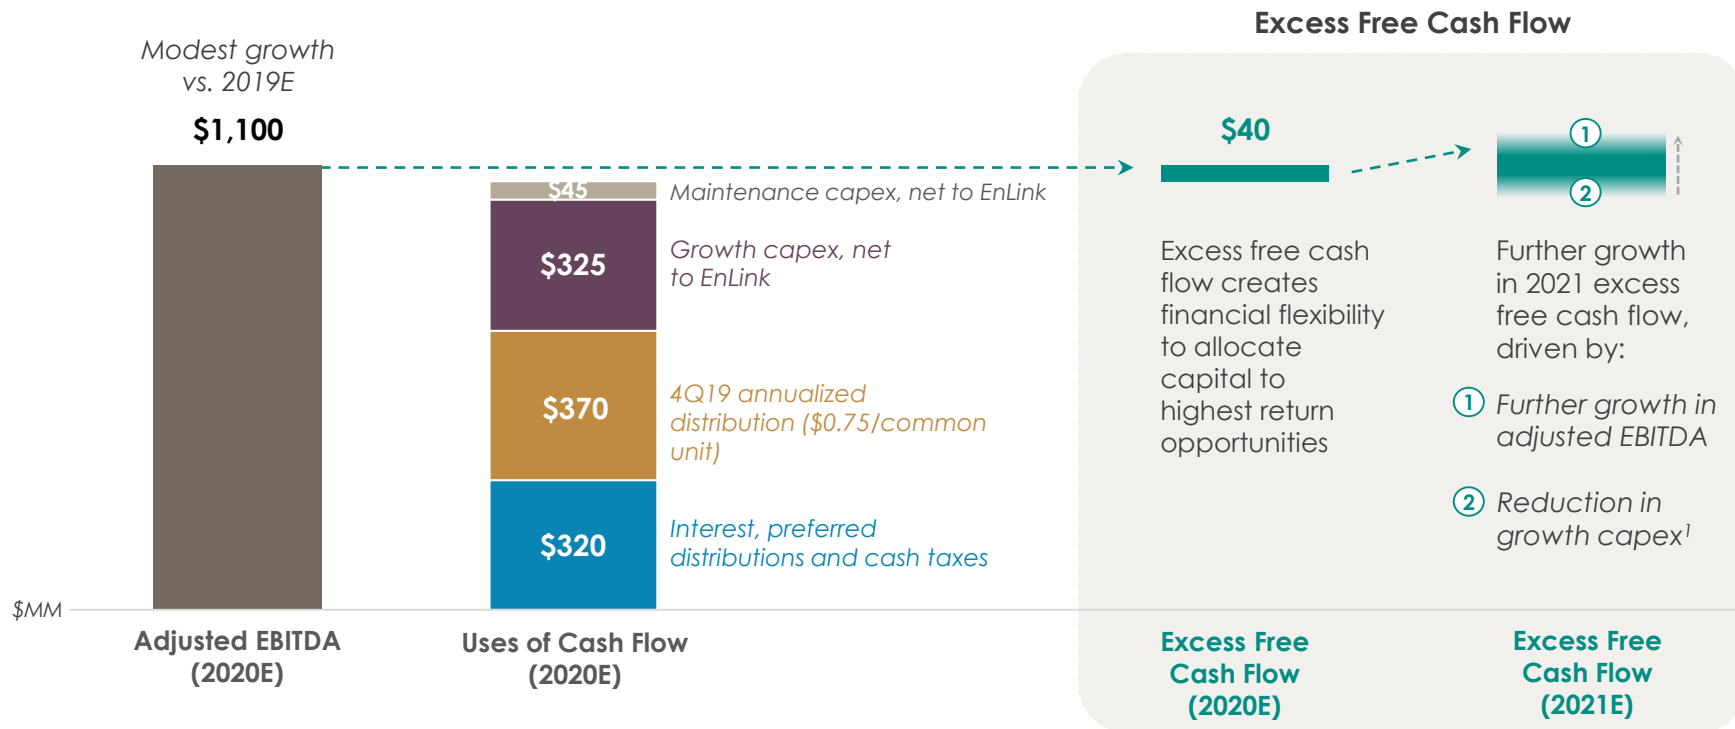 Excess Free Cash Flow
Modest growth
vs. 2019E
$1,100
$45
Maintenance capex, net to EnLink
$325
Growth capex, net
to EnLink
$370
4Q19 annualized
distribution ($0.75/common
unit)
$320
Interest, preferred
distributions and cash taxes
$MM
Adjusted EBITDA
(2020E)
Uses of Cash Flow
(2020E)
$40
Excess free cash
flow creates
financial flexibility
to allocate
capital to
highest return
opportunities
Excess Free
Cash Flow
(2020E)
1
2
Further growth
in 2021 excess
free cash flow,
driven by:
1 Further growth in
adjusted EBITDA
2 Reduction in
growth capex¹
Excess Free
Cash Flow
(2021E)